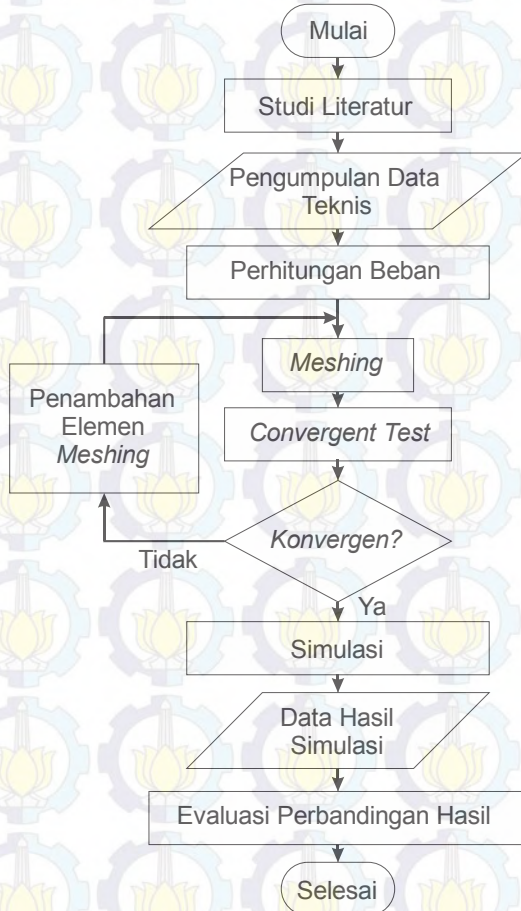 Mulai
Studi Literatur
Pengumpulan Data
Teknis
Perhitungan Beban
Meshing
Penambahan
Elemen
Meshing
Convergent Test
Konvergen?
Tidak
Ya
Simulasi
Data Hasil
Simulasi
Evaluasi Perbandingan Hasil
Selesai